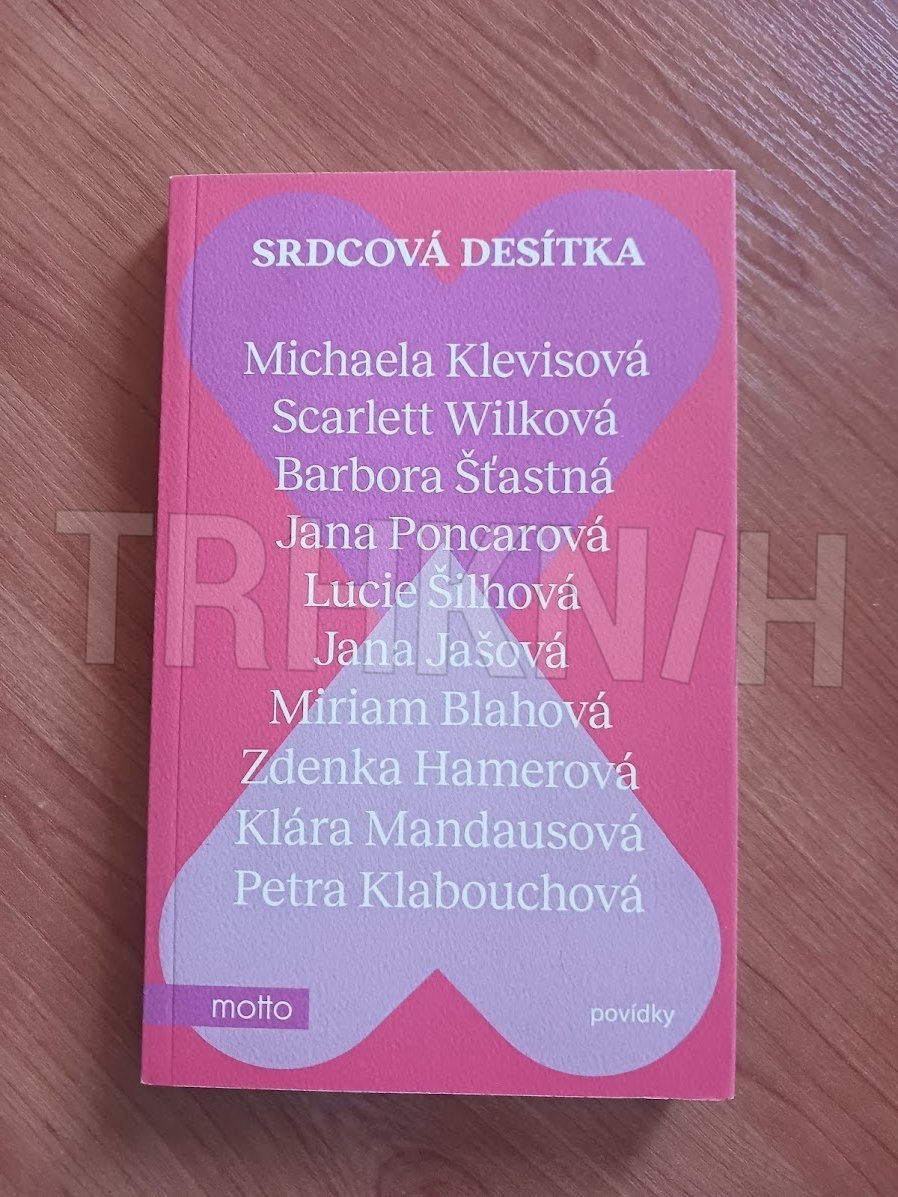 SRDCOVÁ DESÍTKA
Michaela Klevisová
Scarlett Wilková
Barbora Šťastná
Jana Poncarová
Lucie Šilhová
Jana Jašová
Miriam Blahová
Zdenka Hamerová
Klára Mandausová
Petra Klabouchová
motto
povídky
TRHKNIH